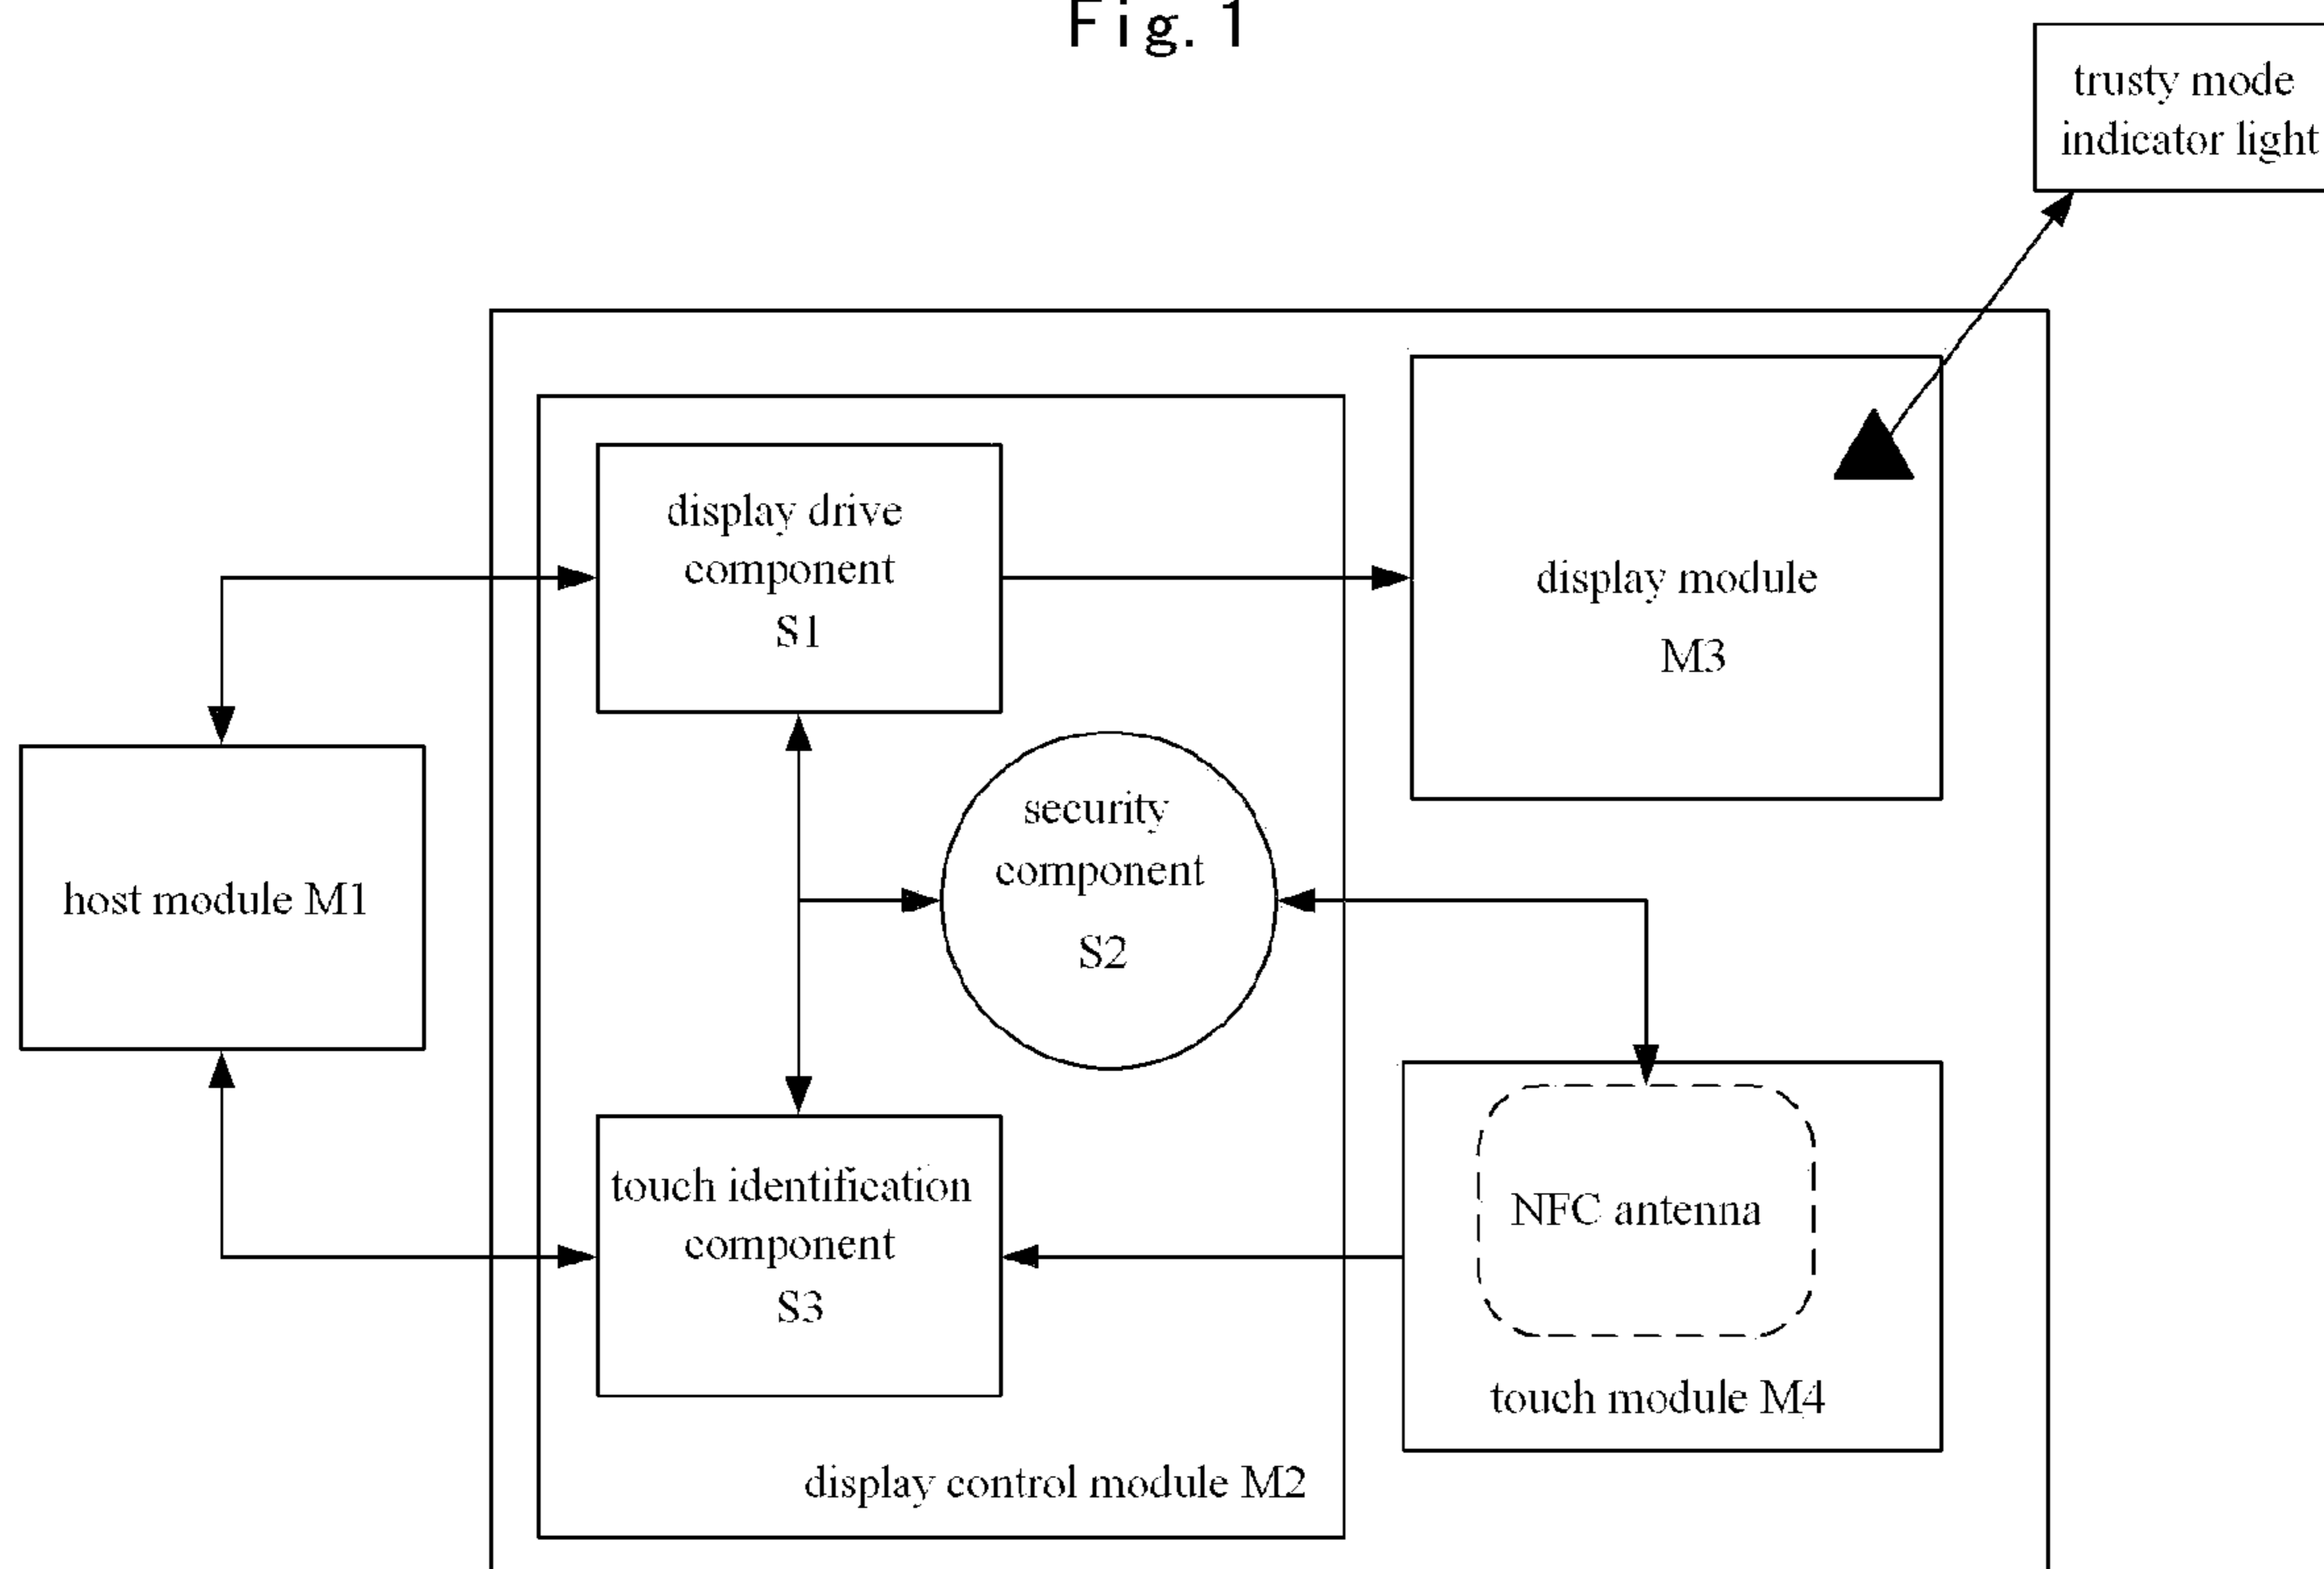 Fig. 1
trusty mode
indicator light
display drive
component
S1
display module
M3
security
component
S2
host module M1
touch identification
component
S3
NFC antenna
touch module M4
display control module M2